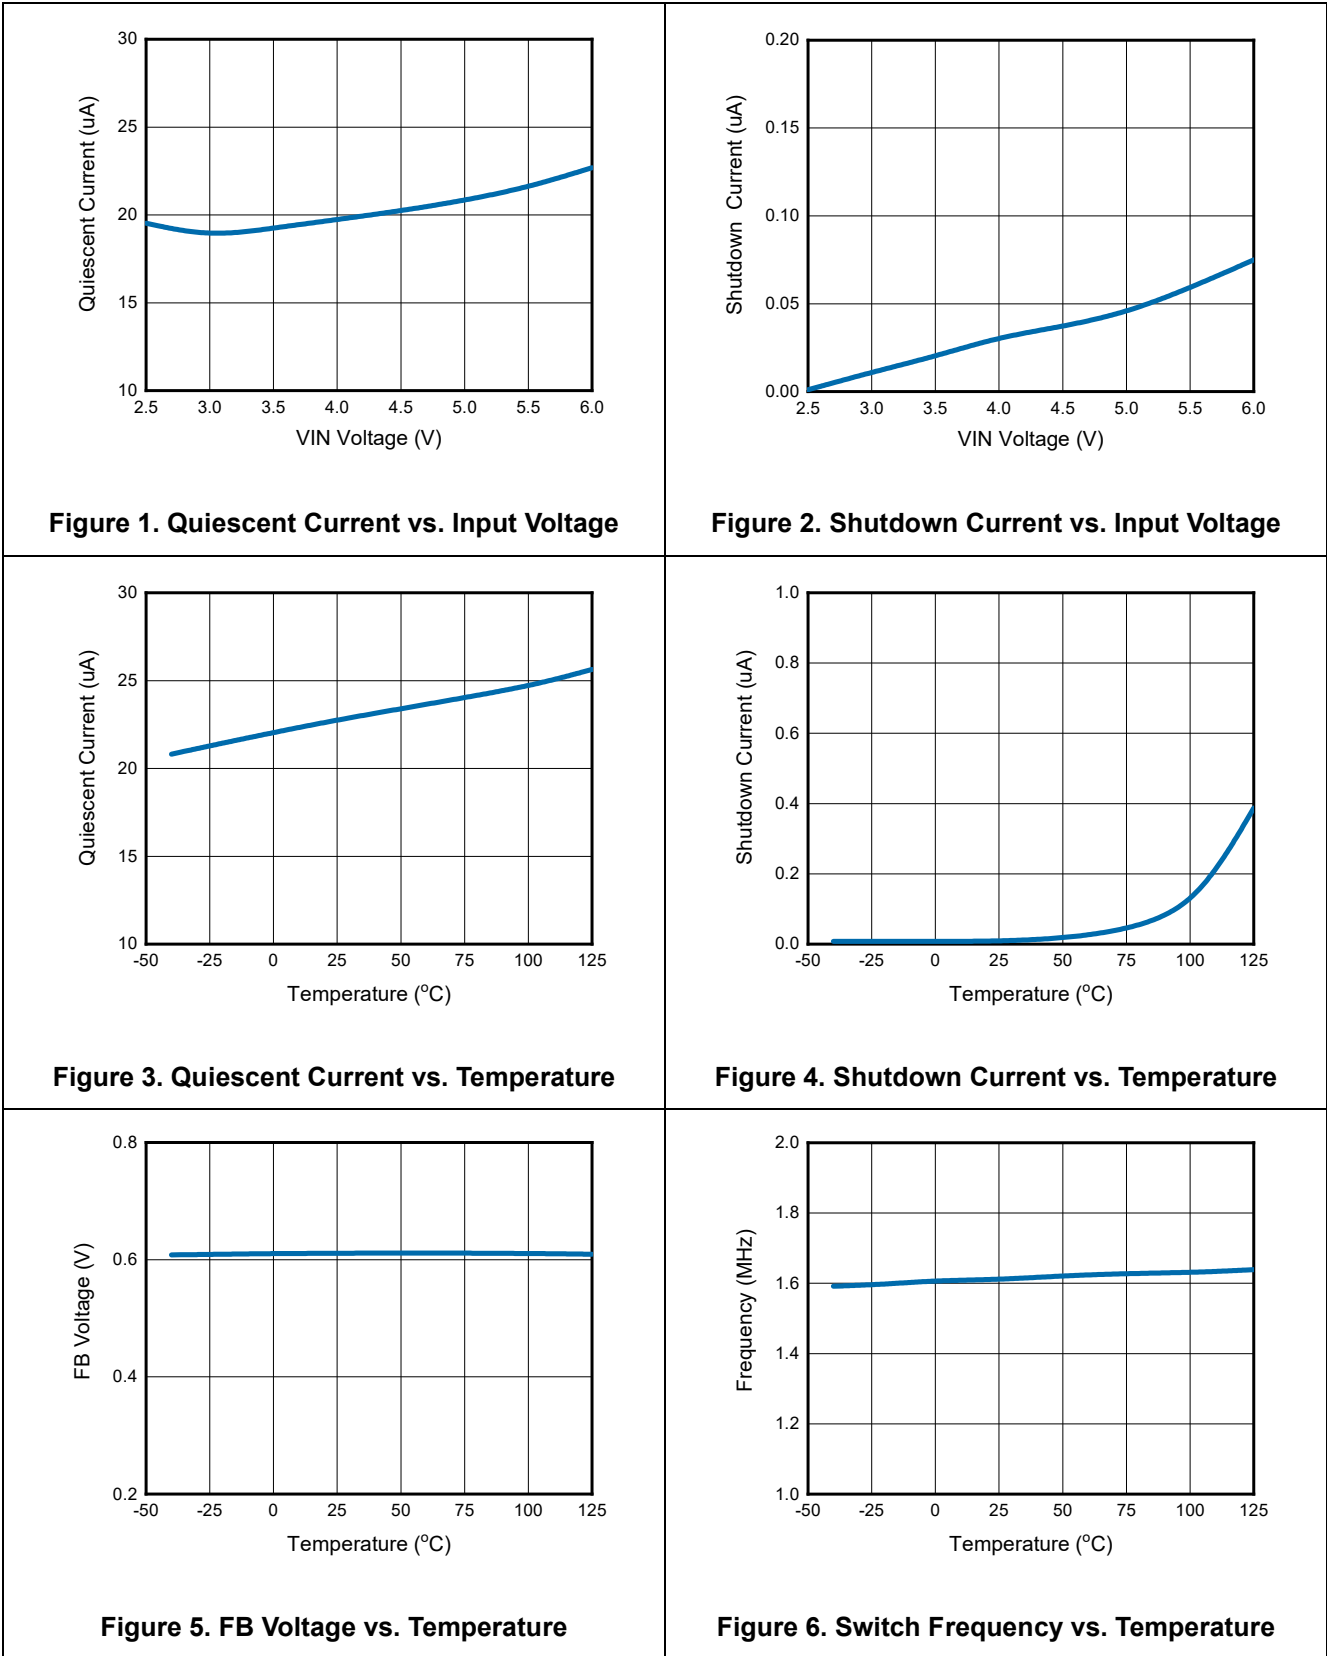 30
25
20
15
10
Quiescent Current (uA)
2.5 3.0 3.5 4.0 4.5 5.0 5.5 6.0
VIN Voltage (V)
Figure 1. Quiescent Current vs. Input Voltage
0.20
0.15
0.10
0.05
0.00
Shutdown Current (uA)
2.5 3.0 3.5 4.0 4.5 5.0 5.5 6.0
VIN Voltage (V)
Figure 2. Shutdown Current vs. Input Voltage
30
25
20
15
10
Quiescent Current (uA)
-50 -25 0 25 50 75 100 125
Temperature (°C)
Figure 3. Quiescent Current vs. Temperature
1.0
0.8
0.6
0.4
0.2
0.0
Shutdown Current (uA)
-50 -25 0 25 50 75 100 125
Temperature (°C)
Figure 4. Shutdown Current vs. Temperature
0.8
0.6
0.4
0.2
FB Voltage (V)
-50 -25 0 25 50 75 100 125
Temperature (°C)
Figure 5. FB Voltage vs. Temperature
2.0
1.8
1.6
1.4
1.2
1.0
Frequency (MHz)
-50 -25 0 25 50 75 100 125
Temperature (°C)
Figure 6. Switch Frequency vs. Temperature